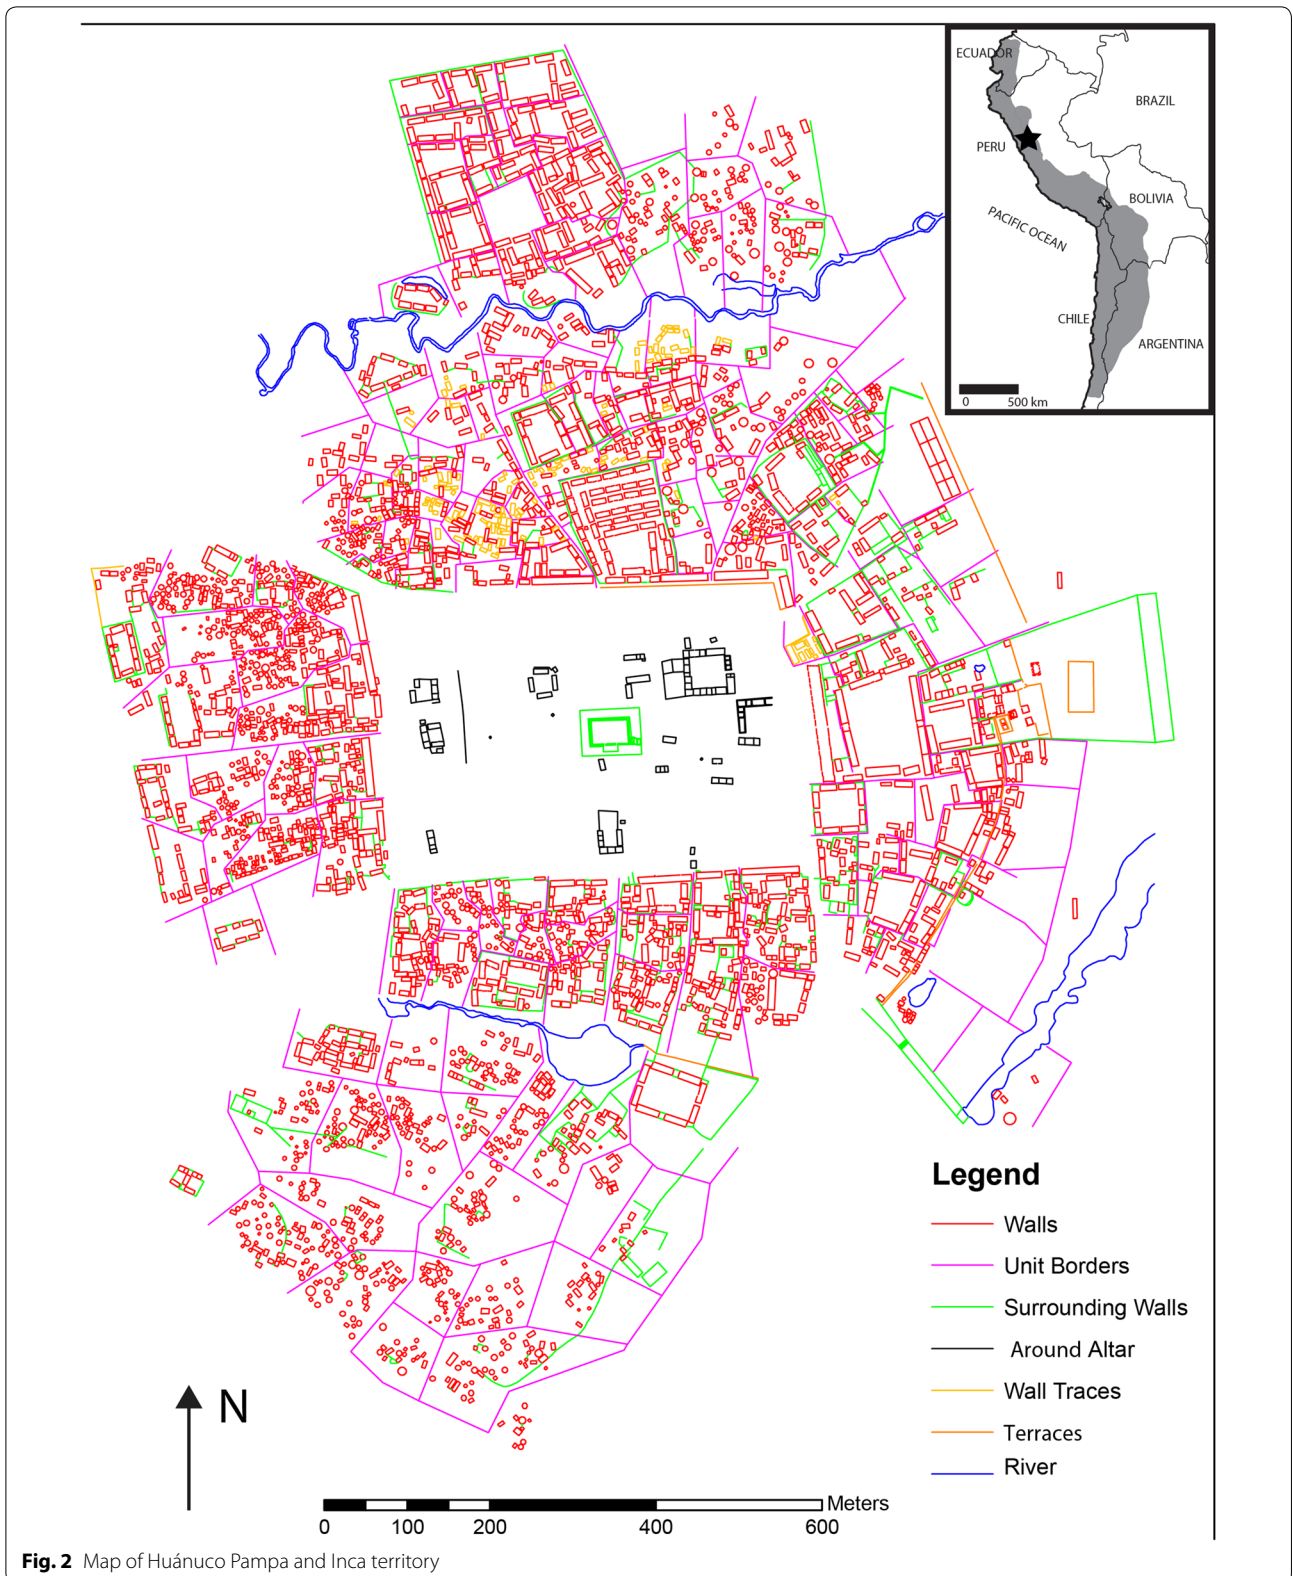 ECUADOR
BRAZIL
PERU
BOLIVIA
PACIFIC OCEAN
CHILE
ARGENTINA
0 500 km
Legend
Walls
Unit Borders
Surrounding Walls
Around Altar
Wall Traces
Terraces
River
N
Meters
0 100 200 400 600
Fig. 2 Map of Huánuco Pampa and Inca territory